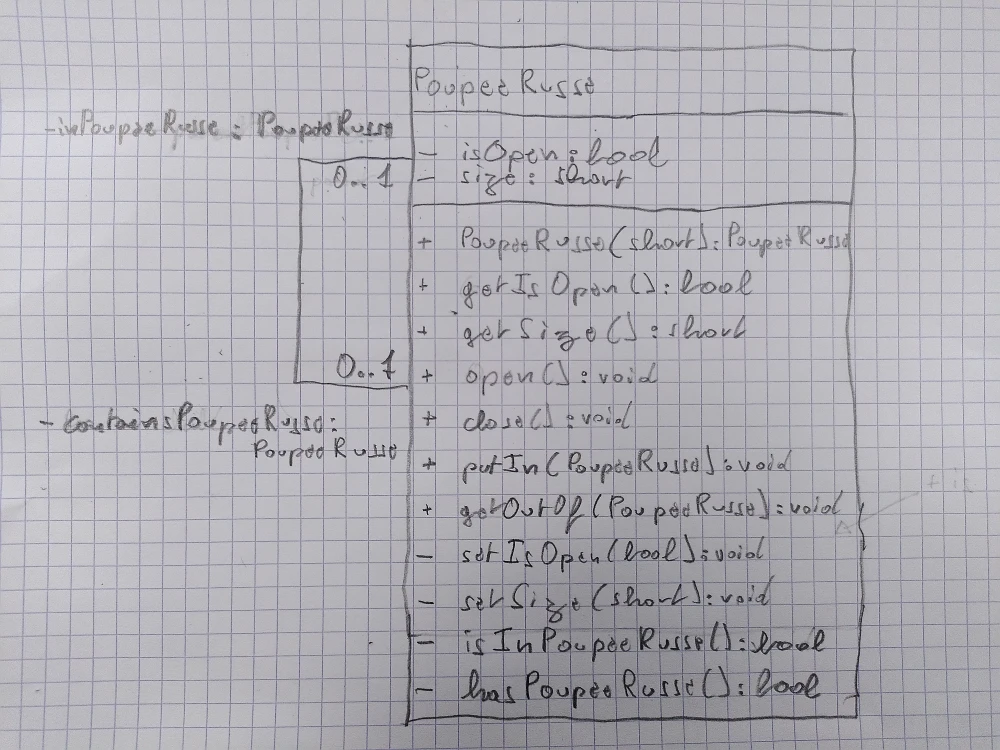 PoupeeRusse
- inPoupeeRusse : PoupeeRusse
- isOpen : bool
0..1
- size : short
+ PoupeeRusse(short) : PoupeeRusse
+ getIsOpen() : bool
+ getSize() : short
0..1
+ open() : void
- containsPoupeeRusse :
PoupeeRusse
+ close() : void
+ putIn(PoupeeRusse) : void
+ getOutOf(PoupeeRusse) : void
- setIsOpen(bool) : void
- setSize(short) : void
- isInPoupeeRusse() : bool
- hasPoupeeRusse() : bool